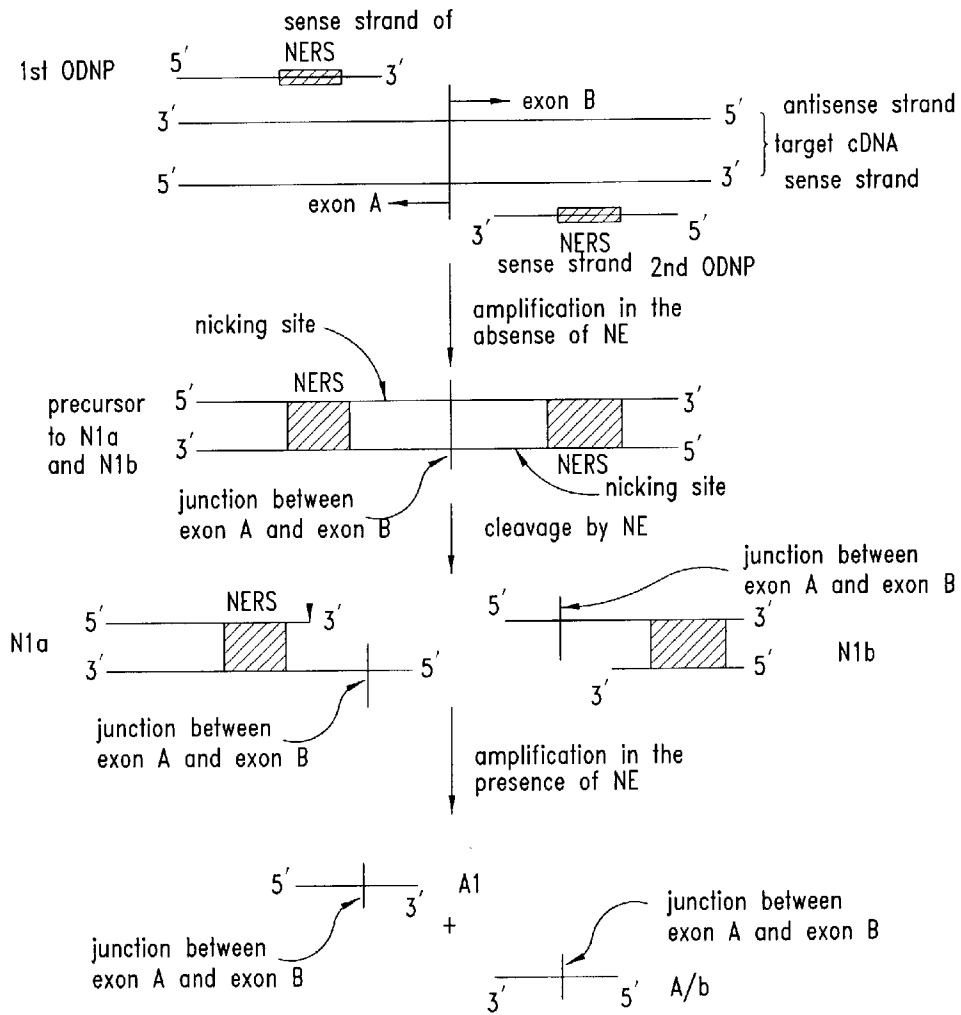 sense strand of
NERS
1st ODNP
5′
3′
exon B
3′
5′
antisense strand
target cDNA
5′
3′
sense strand
exon A
3′
5′
NERS
sense strand
2nd ODNP
amplification in the
absense of NE
nicking site
NERS
precursor
to N1a
and N1b
5′
3′
3′
5′
NERS
nicking site
junction between
exon A and exon B
cleavage by NE
junction between
exon A and exon B
NERS
5′
3′
N1a
3′
5′
5′
3′
5′
3′
N1b
junction between
exon A and exon B
amplification in the
presence of NE
5′
3′
A1
+
junction between
exon A and exon B
junction between
exon A and exon B
3′
5′
A/b